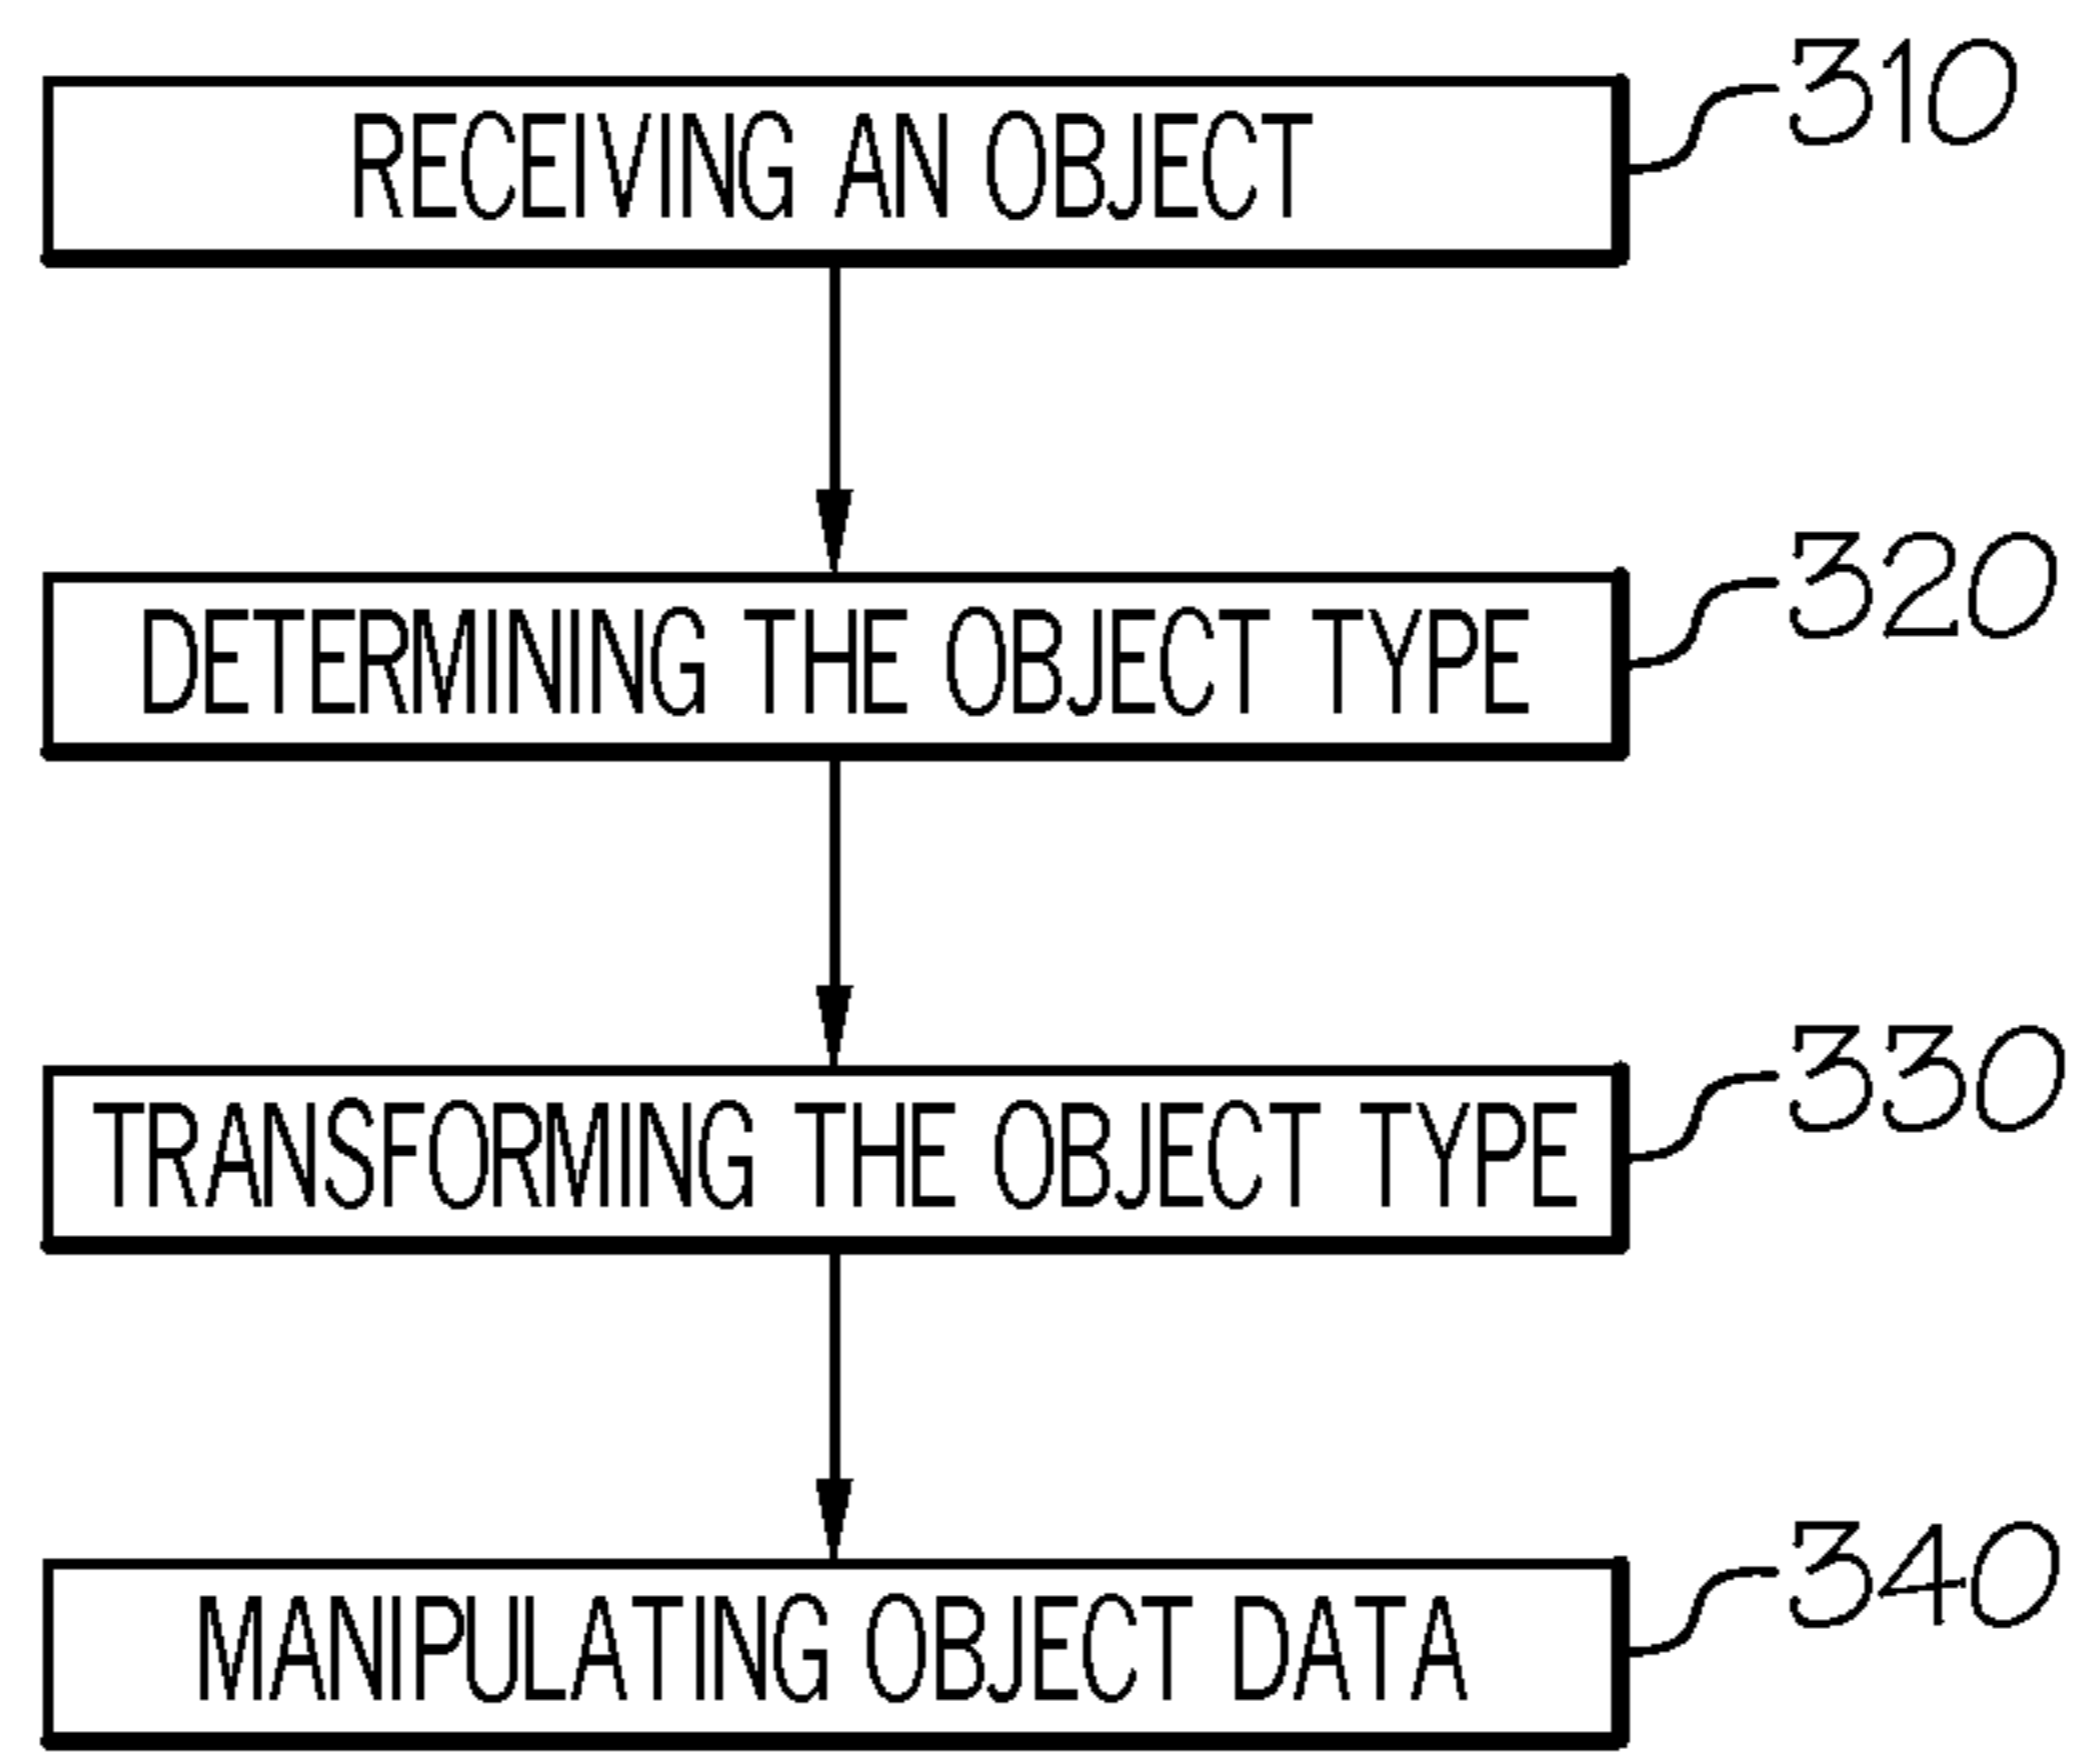 RECEIVING AN OBJECT 310
DETERMINING THE OBJECT TYPE 320
TRANSFORMING THE OBJECT TYPE 330
MANIPULATING OBJECT DATA 340